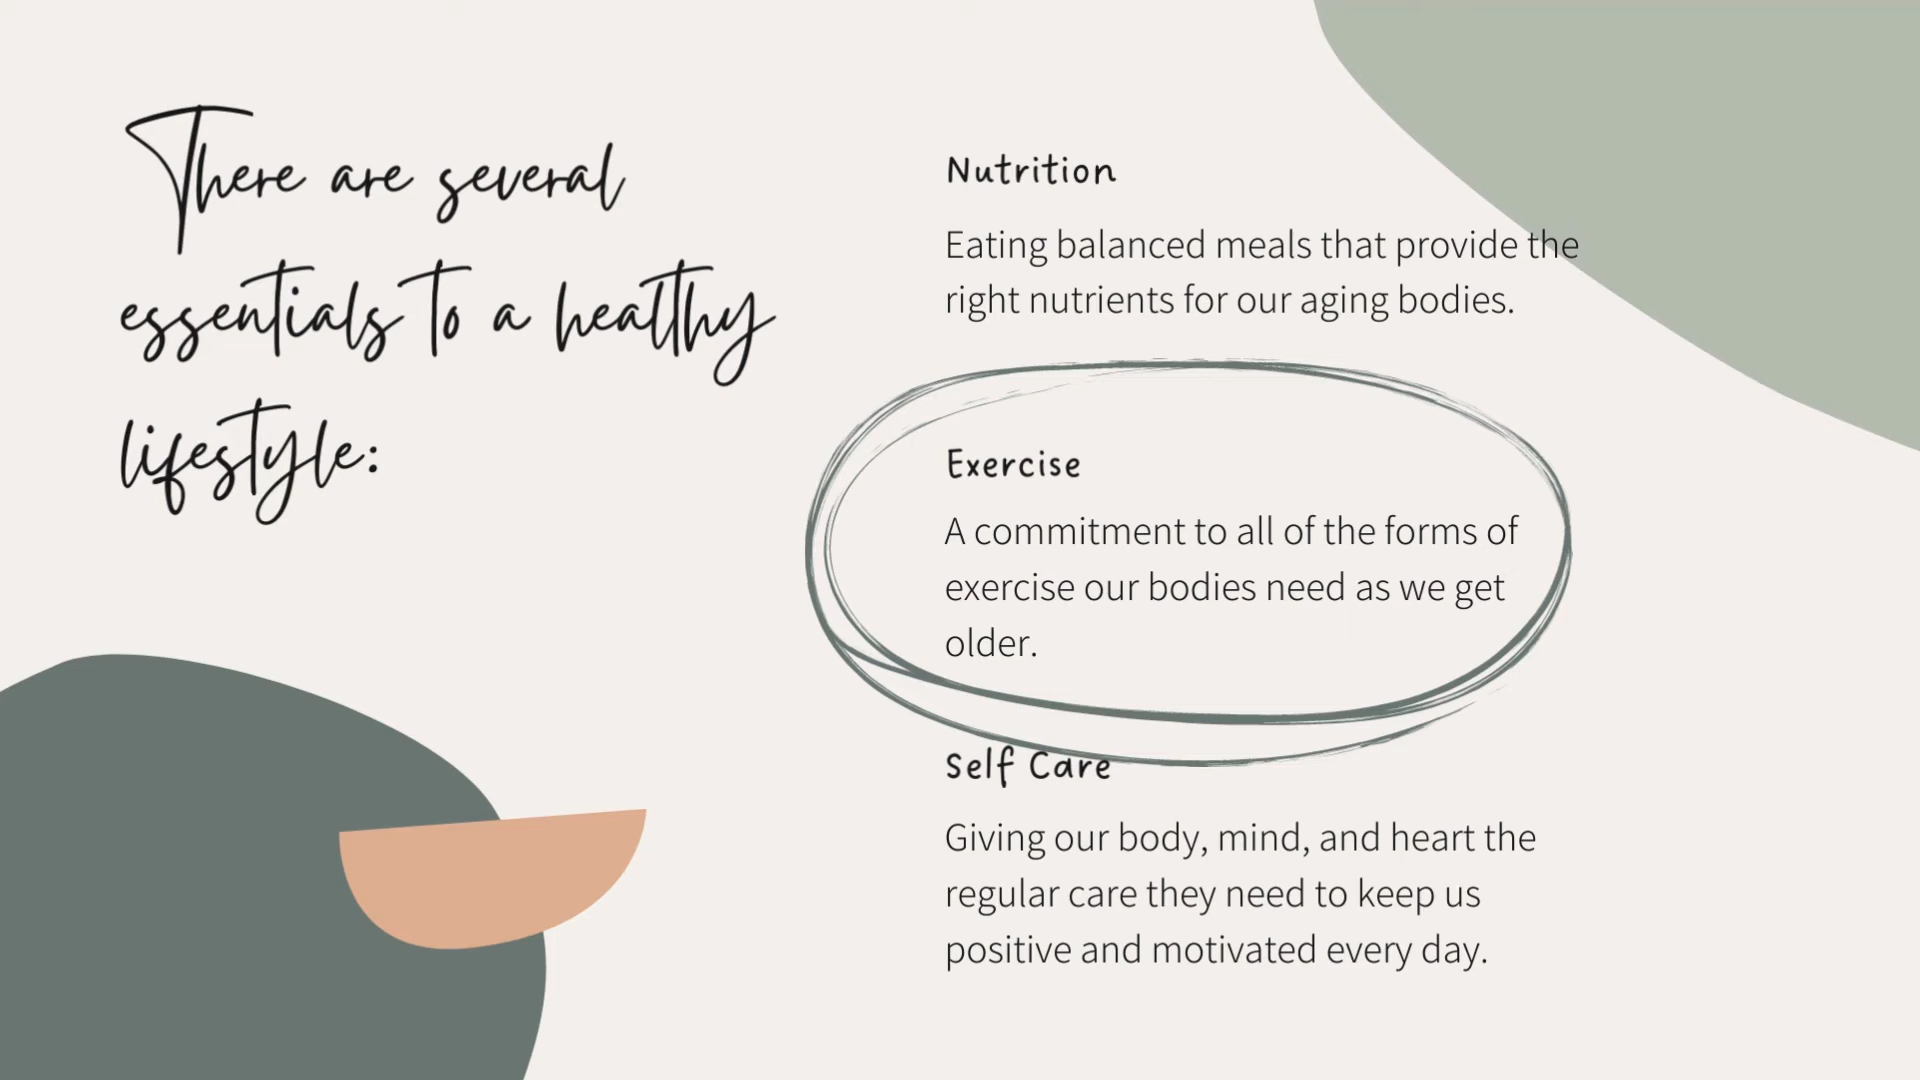 There are several
essentials to a healthy
lifestyle:
Nutrition
Eating balanced meals that provide the
right nutrients for our aging bodies.
Exercise
A commitment to all of the forms of
exercise our bodies need as we get
older.
Self Care
Giving our body, mind, and heart the
regular care they need to keep us
positive and motivated every day.